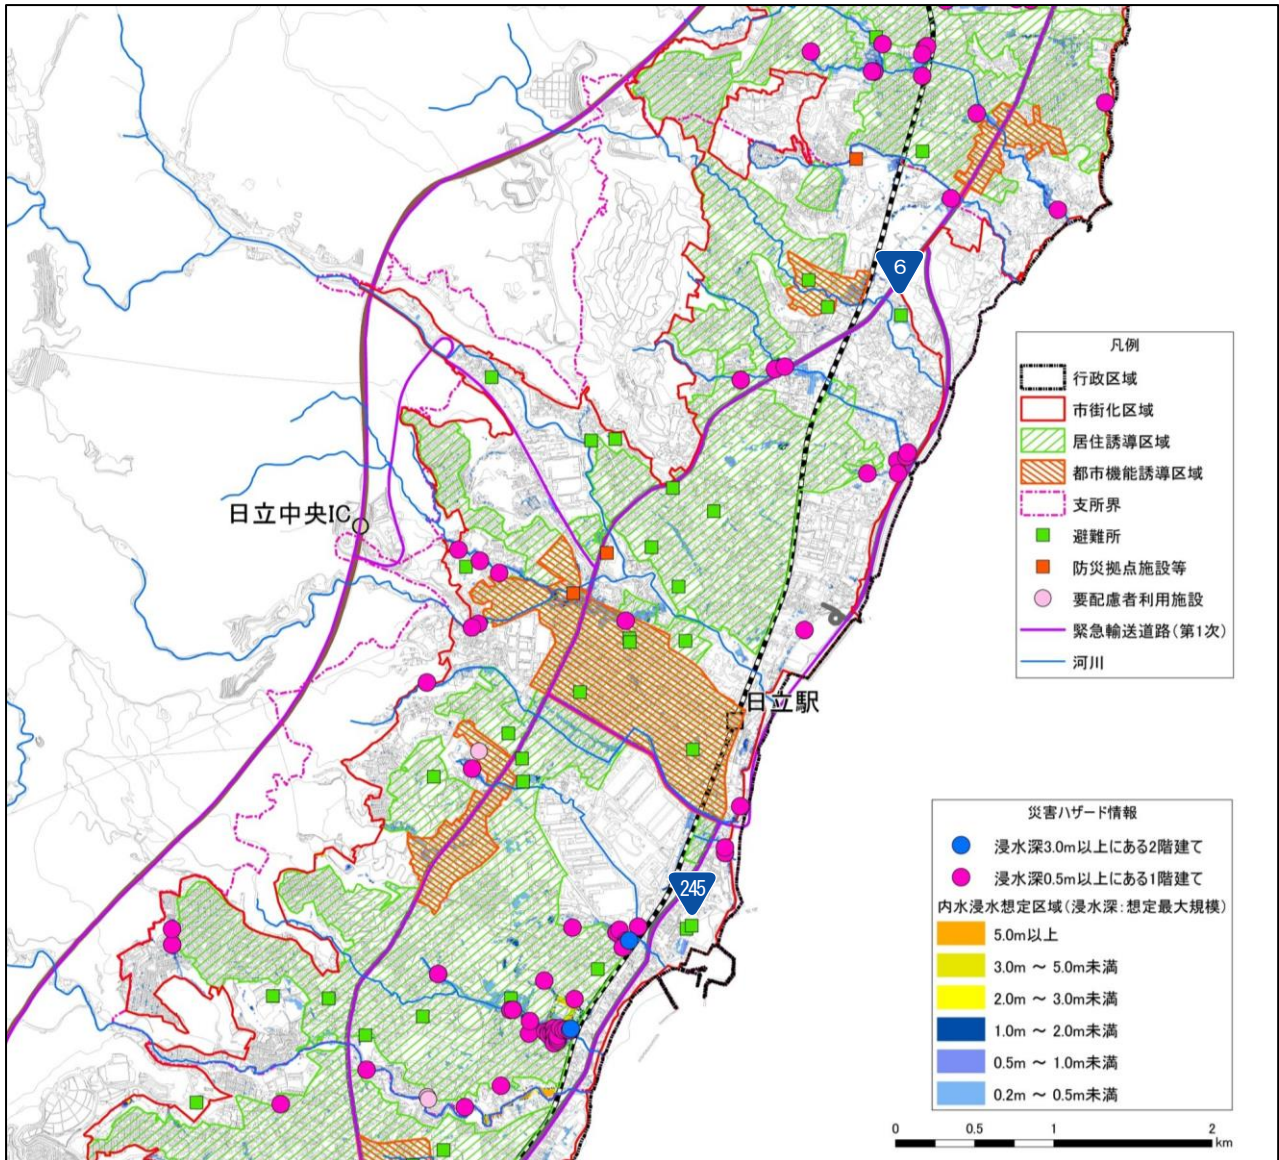 6
日立中央IC
日立駅
245
凡例
行政区域
市街化区域
居住誘導区域
都市機能誘導区域
支所界
避難所
防災拠点施設等
要配慮者利用施設
緊急輸送道路(第1次)
河川
災害ハザード情報
浸水深3.0m以上にある2階建て
浸水深0.5m以上にある1階建て
内水浸水想定区域(浸水深:想定最大規模)
5.0m以上
3.0m ~ 5.0m未満
2.0m ~ 3.0m未満
1.0m ~ 2.0m未満
0.5m ~ 1.0m未満
0.2m ~ 0.5m未満
0 0.5 1 2
km